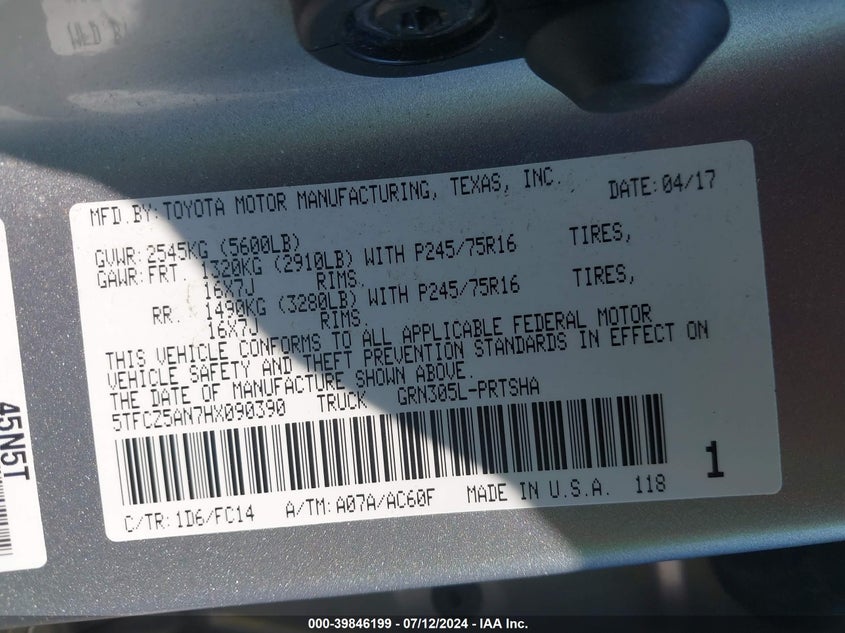 MFD.BY:TOYOTA MOTOR MANUFACTURING, TEXAS, INC. DATE:04/17
GVWR:2545KG (5600LB)
GAWR:FRT. 1320KG (2910LB) WITH P245/75R16 TIRES,
16X7J RIMS,
RR. 1490KG (3280LB) WITH P245/75R16 TIRES,
16X7J RIMS.
THIS VEHICLE CONFORMS TO ALL APPLICABLE FEDERAL MOTOR
VEHICLE SAFETY AND THEFT PREVENTION STANDARDS IN EFFECT ON
THE DATE OF MANUFACTURE SHOWN ABOVE.
5TFCZ5AN7HX090390 TRUCK GRN305L-PRTSHA
1
C/TR:1D6/FC14 A/TM:A07A/AC60F MADE IN U.S.A. 118
45N5T
000-39846199 - 07/12/2024 - IAA Inc.